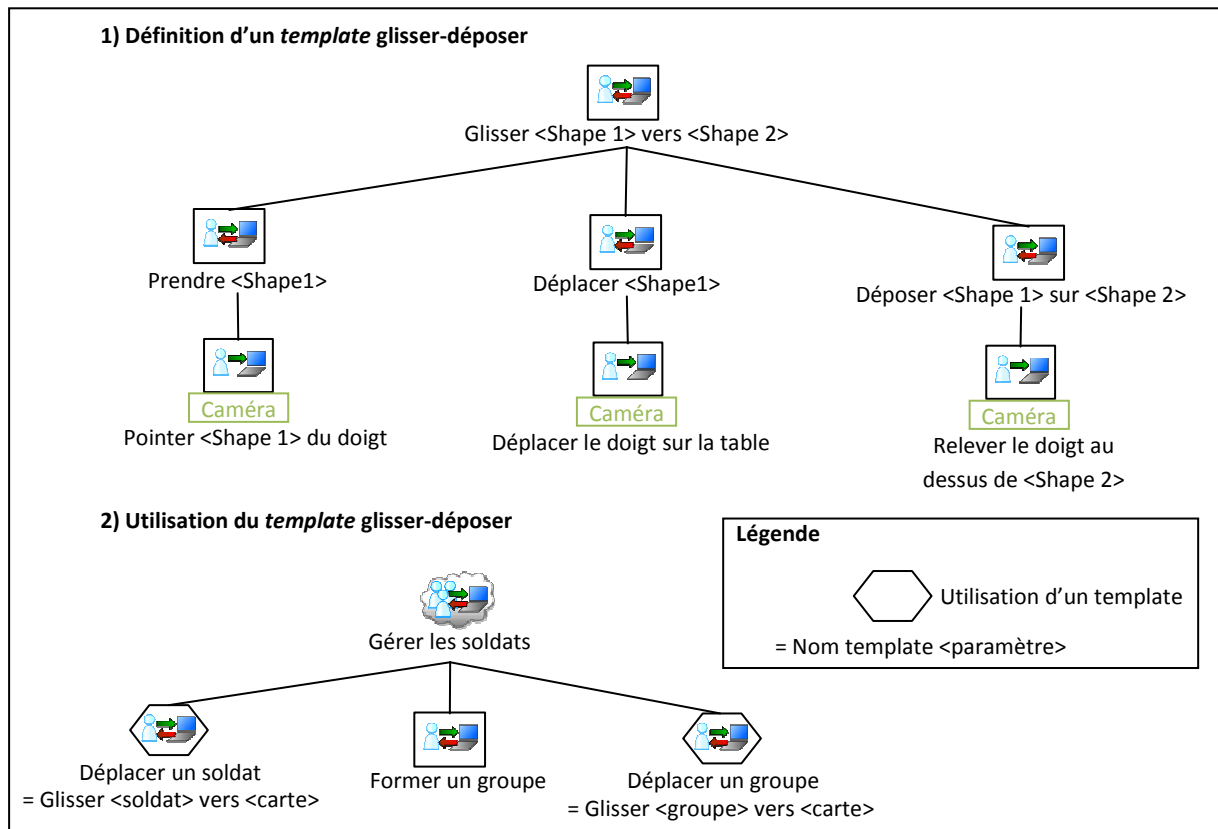 1) Définition d’un template glisser-déposer
Glisser <Shape 1> vers <Shape 2>
Prendre <Shape1>
Déplacer <Shape1>
Déposer <Shape 1> sur <Shape 2>
Caméra
Pointer <Shape 1> du doigt
Caméra
Déplacer le doigt sur la table
Caméra
Relever le doigt au
dessus de <Shape 2>
2) Utilisation du template glisser-déposer
Gérer les soldats
Déplacer un soldat
= Glisser <soldat> vers <carte>
Former un groupe
Déplacer un groupe
= Glisser <groupe> vers <carte>
Légende
Utilisation d’un template
= Nom template <paramètre>